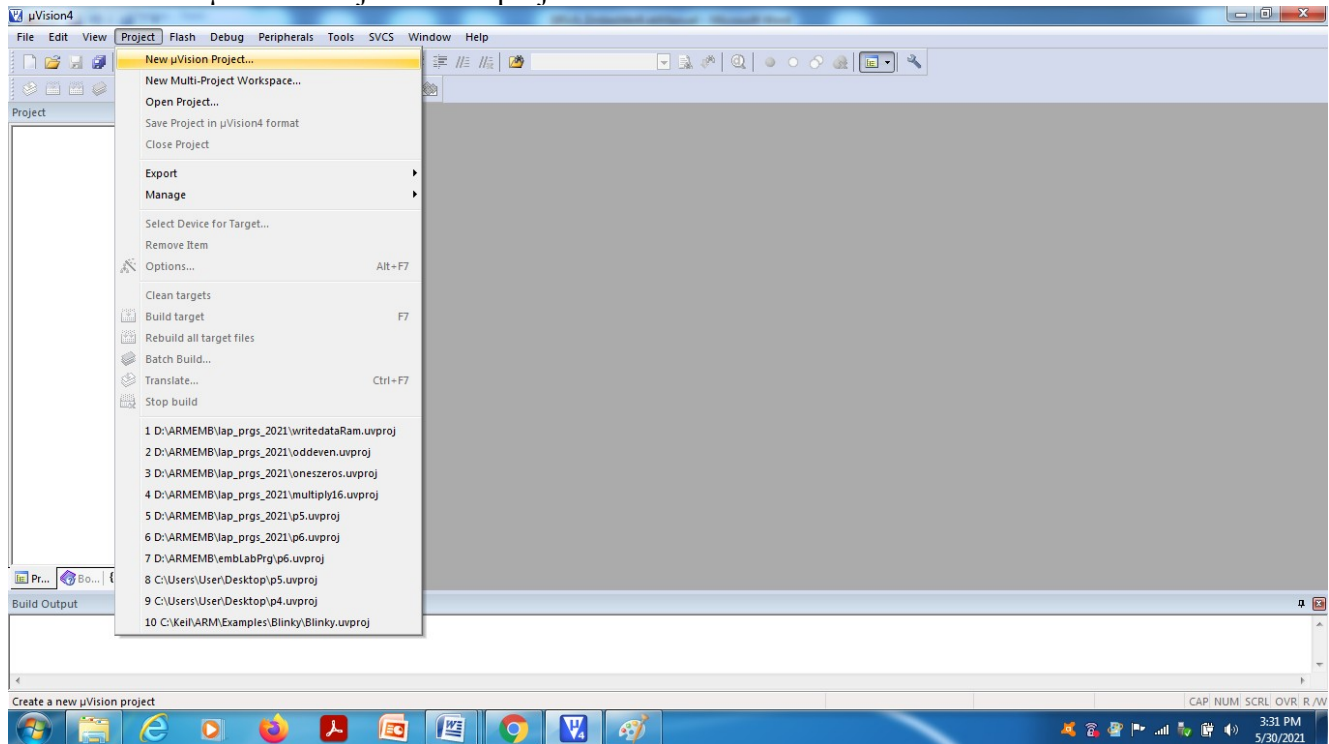 µVision4
File Edit View Project Flash Debug Peripherals Tools SVCS Window Help
New µVision Project...
New Multi-Project Workspace...
Open Project...
Project
Save Project in µVision4 format
Close Project
Export
Manage
Select Device for Target...
Remove Item
Options... Alt+F7
Clean targets
Build target F7
Rebuild all target files
Batch Build...
Translate... Ctrl+F7
Stop build
1 D:\ARMEMB\lap_prgs_2021\writedataRam.uvproj
2 D:\ARMEMB\lap_prgs_2021\oddeven.uvproj
3 D:\ARMEMB\lap_prgs_2021\oneszeros.uvproj
4 D:\ARMEMB\lap_prgs_2021\multiply16.uvproj
5 D:\ARMEMB\lap_prgs_2021\p5.uvproj
6 D:\ARMEMB\lap_prgs_2021\p6.uvproj
7 D:\ARMEMB\embLabPrg\p6.uvproj
8 C:\Users\User\Desktop\p5.uvproj
9 C:\Users\User\Desktop\p4.uvproj
10 C:\Keil\ARM\Examples\Blinky\Blinky.uvproj
Pr... Bo... {
Build Output
Create a new µVision project CAP NUM SCRL OVR R/W
3:31 PM
5/30/2021